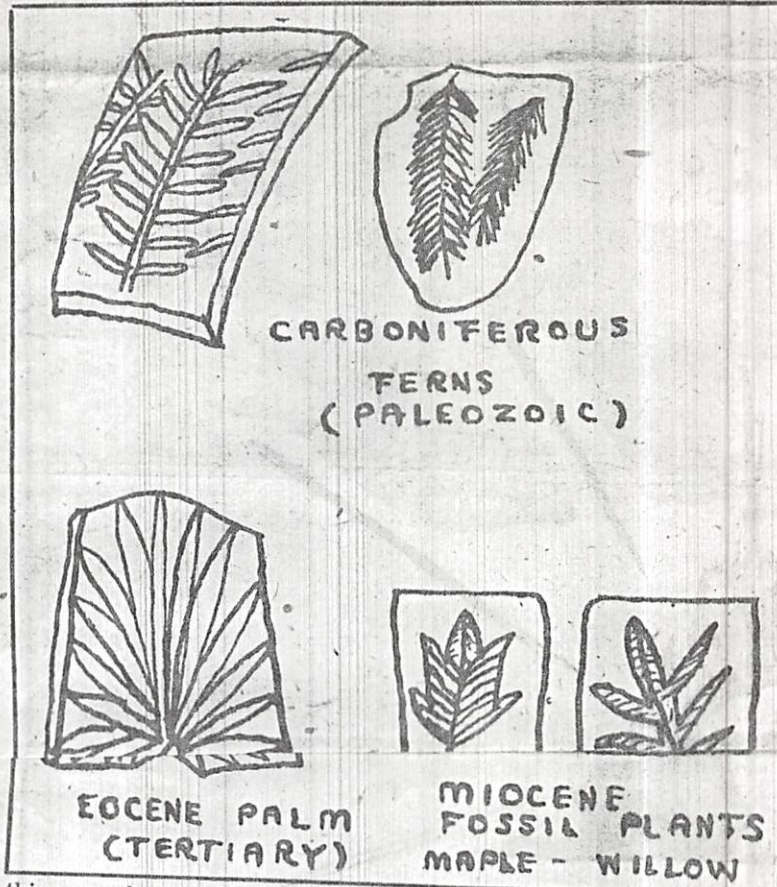 CARBONIFEROUS
FERNS
(PALEOZOIC)
EOCENE PALM
(TERTIARY)
MIOCENE
FOSSIL PLANTS
MAPLE - WILLOW